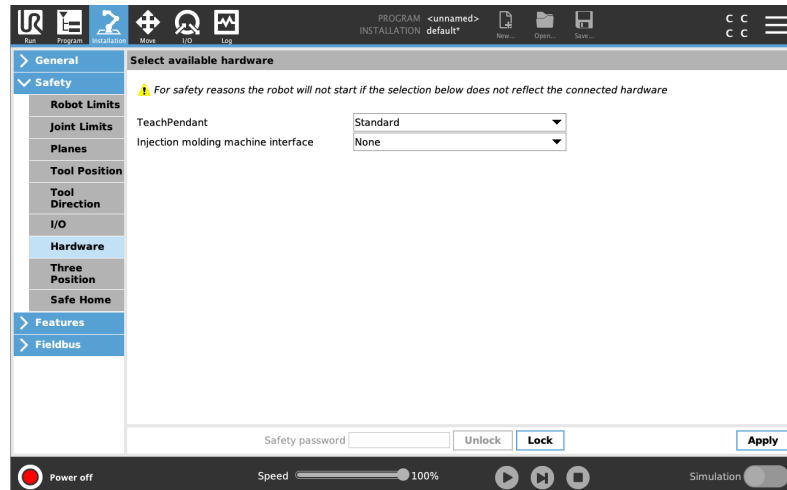 PROGRAM <unnamed>
INSTALLATION default*
C C
C C
Run Program Installation Move I/O Log New... Open... Save...
General
Select available hardware
Safety
For safety reasons the robot will not start if the selection below does not reflect the connected hardware
Robot Limits
Joint Limits
Planes
Tool Position
Tool
Direction
I/O
Hardware
Three
Position
Safe Home
Features
Fieldbus
TeachPendant Standard
Injection molding machine interface None
Safety password Unlock Lock Apply
Power off Speed 100% Simulation